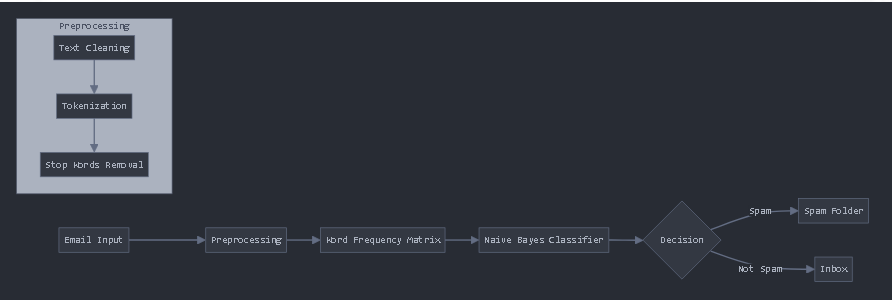 Preprocessing
Text Cleaning
Tokenization
Stop Words Removal
Email Input
Preprocessing
Word Frequency Matrix
Naive Bayes Classifier
Decision
Spam
Spam Folder
Not Spam
Inbox